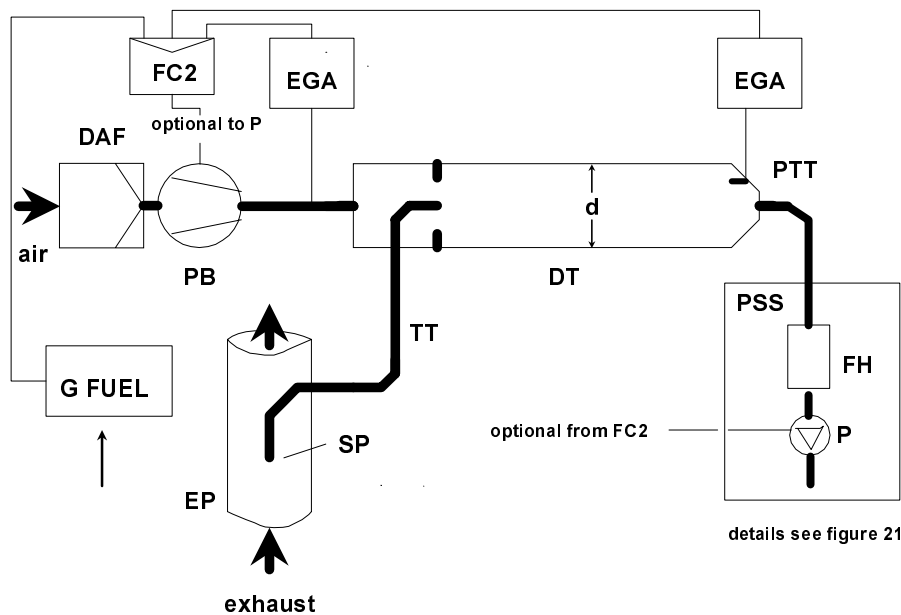 FC2
EGA
EGA
optional to P
DAF
PTT
d
air
PB
DT
PSS
TT
G FUEL
FH
SP
optional from FC2
P
EP
details see figure 21
exhaust